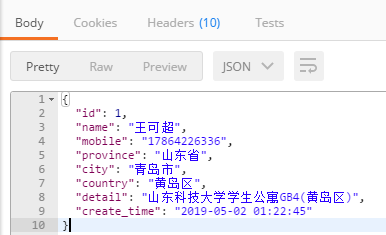 Body Cookies Headers (10) Tests
Pretty Raw Preview JSON
1 {
2 "id": 1,
3 "name": "王可超",
4 "mobile": "17864226336",
5 "province": "山东省",
6 "city": "青岛市",
7 "country": "黄岛区",
8 "detail": "山东科技大学学生公寓GB4(黄岛区)",
9 "create_time": "2019-05-02 01:22:45"
10 }